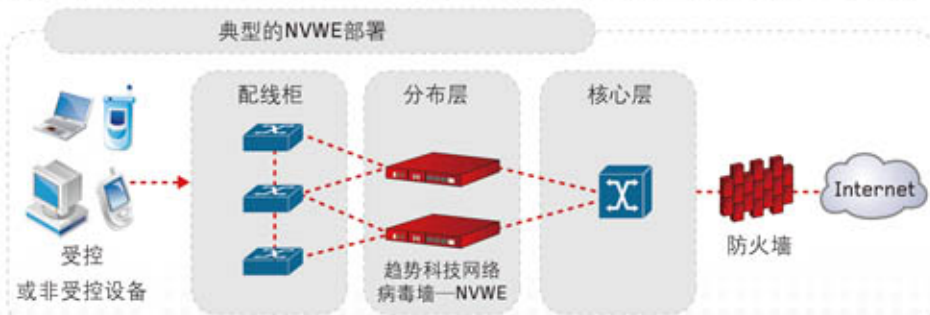 典型的NVWE部署
配线柜
分布层
核心层
Internet
防火墙
受控
或非受控设备
趋势科技网络
病毒墙—NVWE